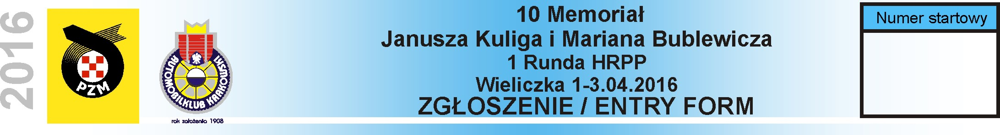 2016
PZM
AUTOMOBILKLUB KRAKOWSKI
rok założenia 1908
10 Memoriał
Janusza Kuliga i Mariana Bublewicza
1 Runda HRPP
Wieliczka 1-3.04.2016
ZGŁOSZENIE / ENTRY FORM
Numer startowy